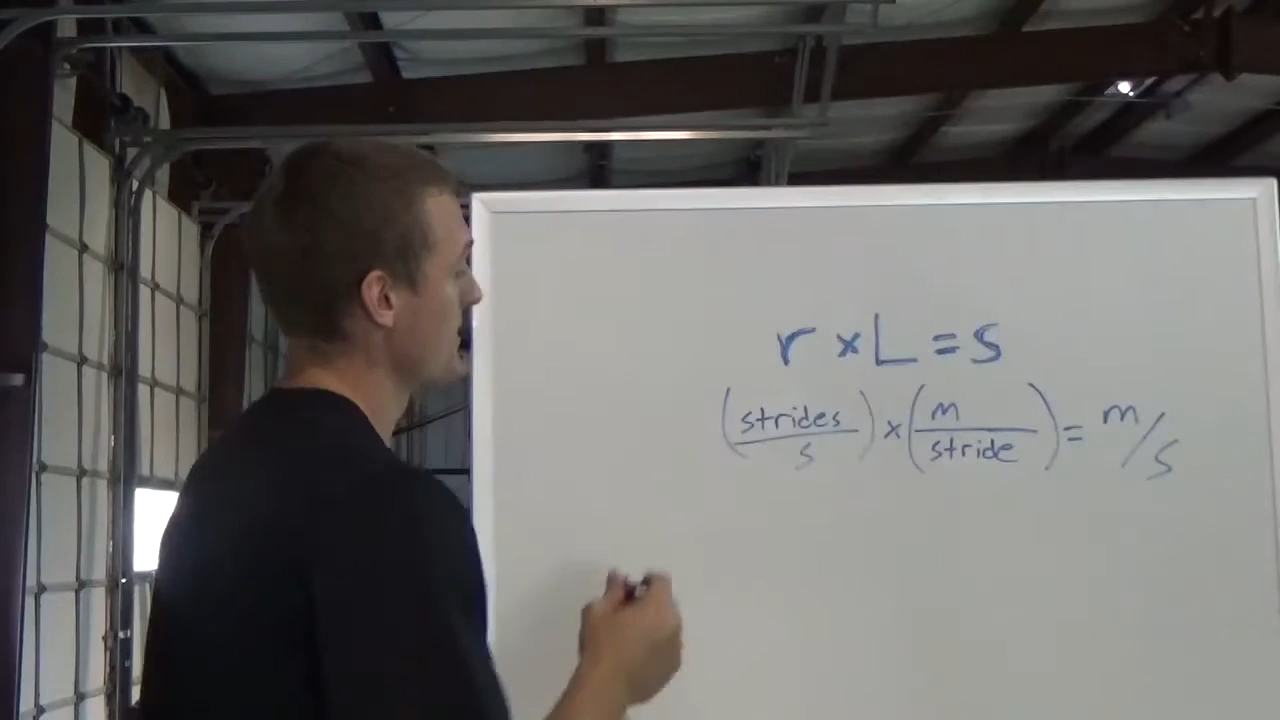 r × L = s
(strides/s) × (m/stride) = m/s